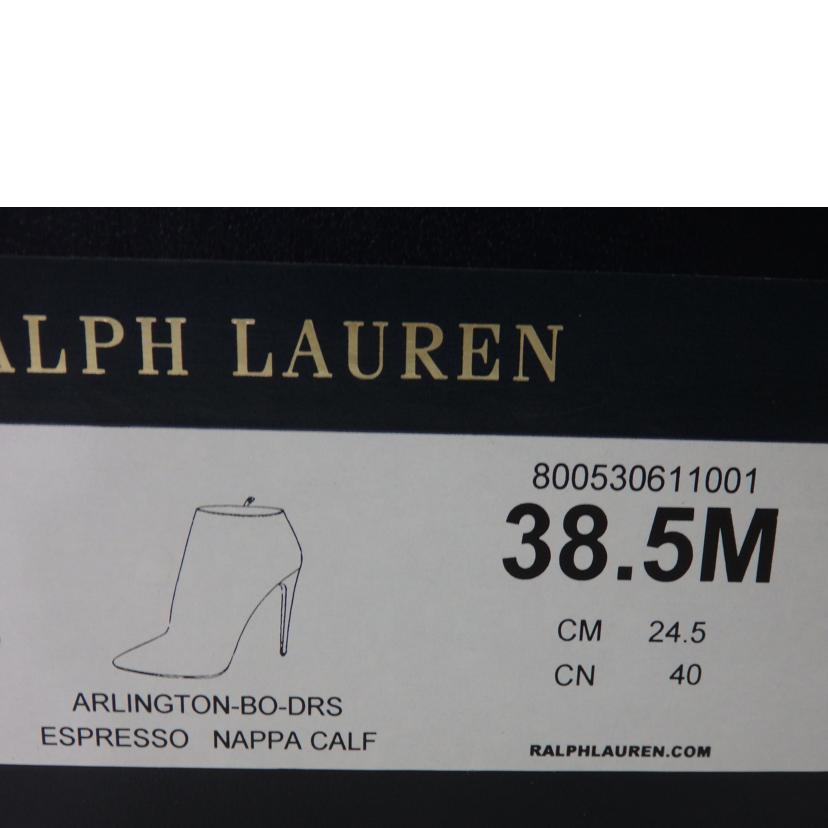 ALPH LAUREN
800530611001
38.5M
CM 24.5
CN 40
ARLINGTON-BO-DRS
ESPRESSO NAPPA CALF
RALPHLAUREN.COM